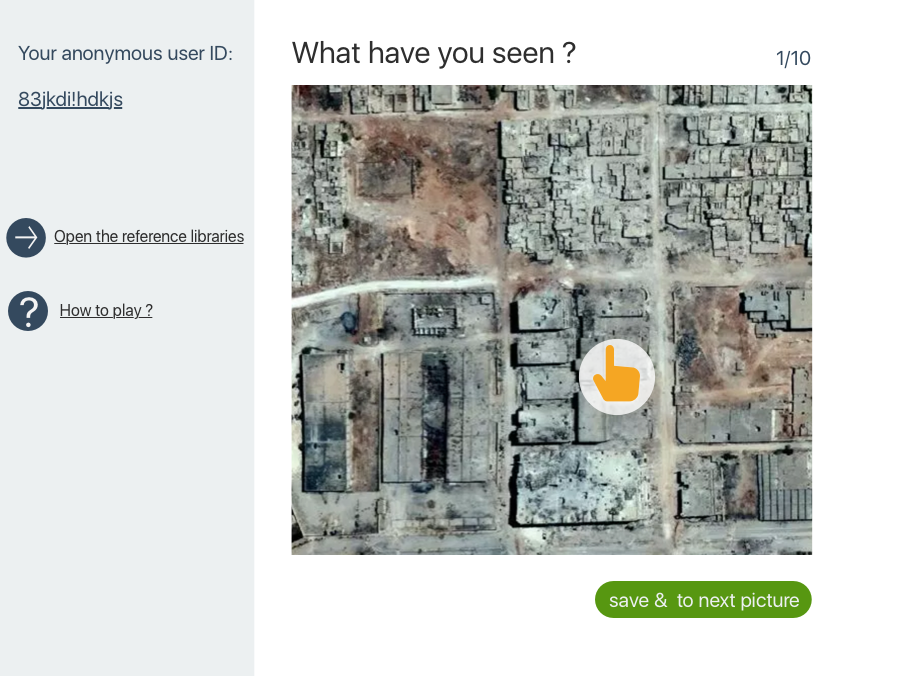 Your anonymous user ID:
83jkdi!hdkjs
Open the reference libraries
How to play ?
What have you seen ?
1/10
save &  to next picture